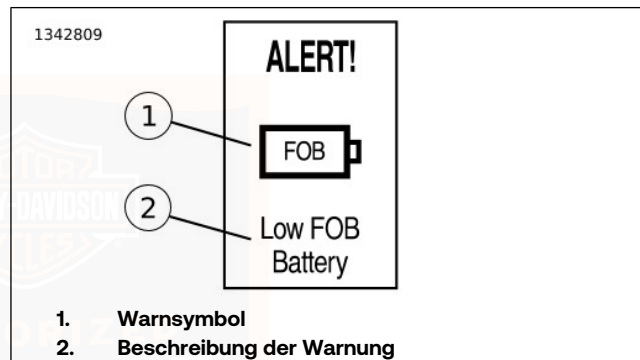 1342809
ALERT!
1
FOB
2
Low FOB
Battery
1. Warnsymbol
2. Beschreibung der Warnung